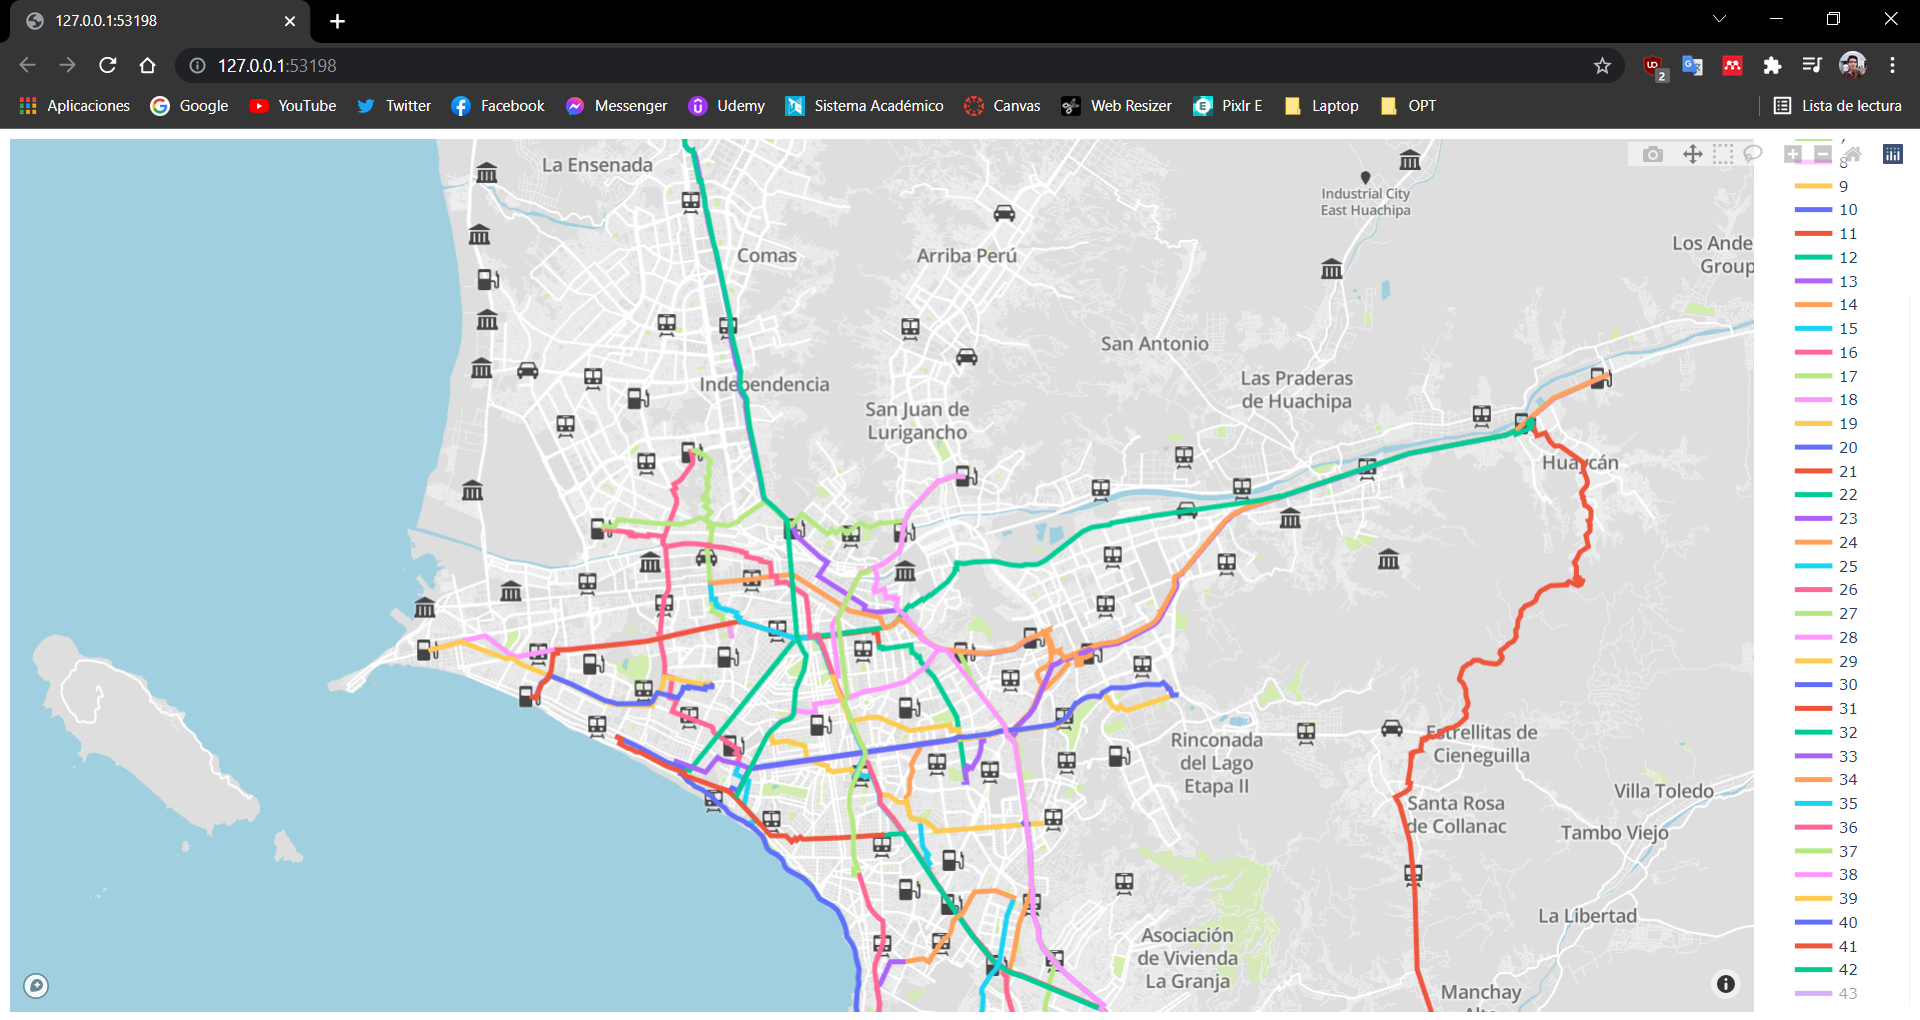 127.0.0.1:53198
127.0.0.1:53198
2
Aplicaciones
Google
YouTube
Twitter
Facebook
Messenger
Udemy
Sistema Académico
Canvas
Web Resizer
Pixlr E
Laptop
OPT
Lista de lectura
La Ensenada
Industrial City
East Huachipa
Comas
Arriba Perú
Los Ande
Group
San Antonio
Independencia
Las Praderas
de Huachipa
San Juan de
Lurigancho
Huaycán
Rinconada
del Lago
Etapa II
Estrellitas de
Cieneguilla
Santa Rosa
de Collanac
Villa Toledo
Tambo Viejo
La Libertad
Asociación
de Vivienda
La Granja
Manchay
Alto
7
8
9
10
11
12
13
14
15
16
17
18
19
20
21
22
23
24
25
26
27
28
29
30
31
32
33
34
35
36
37
38
39
40
41
42
43